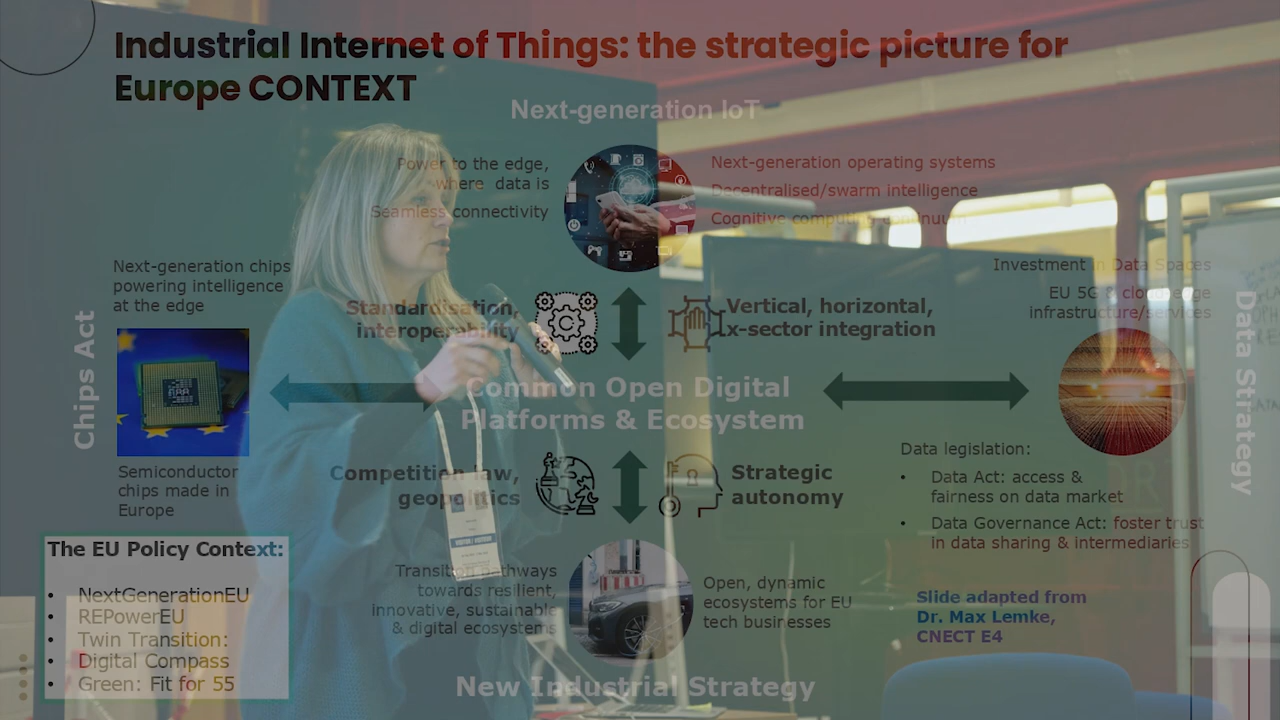 Industrial Internet of Things: the strategic picture for
Europe CONTEXT
Next-generation IoT
Power to the edge,
where data is
Seamless connectivity
Next-generation operating systems
Decentralised/swarm intelligence
Cognitive computing continuum
Next-generation chips
powering intelligence
at the edge
Chips Act
Semiconductor
chips made in
Europe
Standardisation,
interoperability
Vertical, horizontal,
x-sector integration
Common Open Digital
Platforms & Ecosystem
Competition law,
geopolitics
Strategic
autonomy
Investment in Data Spaces
EU 5G & cloud-edge
infrastructure/services
Data Strategy
Data legislation:
• Data Act: access &
fairness on data market
• Data Governance Act: foster trust
in data sharing & intermediaries
Transition pathways
towards resilient,
innovative, sustainable
& digital ecosystems
Open, dynamic
ecosystems for EU
tech businesses
New Industrial Strategy
Slide adapted from
Dr. Max Lemke,
CNECT E4
The EU Policy Context:
• NextGenerationEU
• REPowerEU
• Twin Transition:
• Digital Compass
• Green: Fit for 55